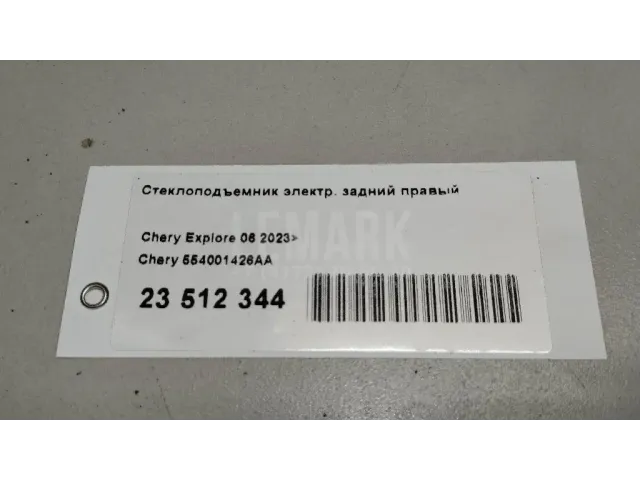 Стеклоподъемник электр. задний правый
Chery Explore 06 2023>
Chery 554001426AA
23 512 344